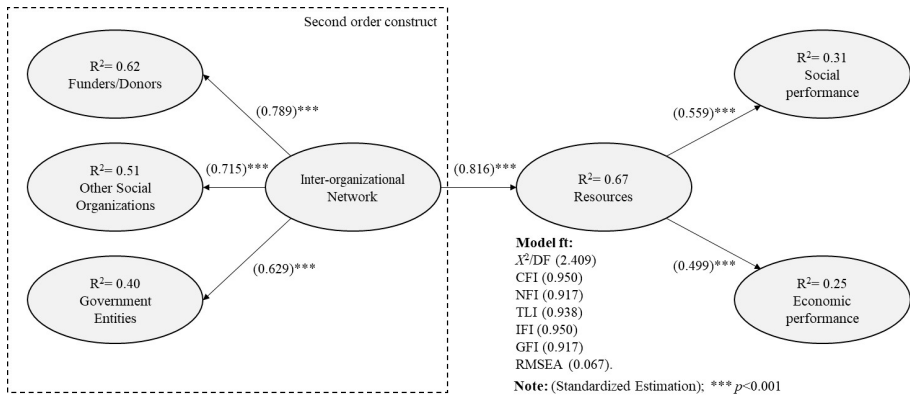 Second order construct
R²= 0.62
Funders/Donors
(0.789)***
R²= 0.51
Other Social
Organizations
(0.715)***
Inter-organizational
Network
(0.629)***
R²= 0.40
Government
Entities
(0.816)***
R²= 0.67
Resources
(0.559)***
R²= 0.31
Social
performance
(0.499)***
R²= 0.25
Economic
performance
Model ft:
X²/DF (2.409)
CFI (0.950)
NFI (0.917)
TLI (0.938)
IFI (0.950)
GFI (0.917)
RMSEA (0.067).
Note: (Standardized Estimation); *** p<0.001